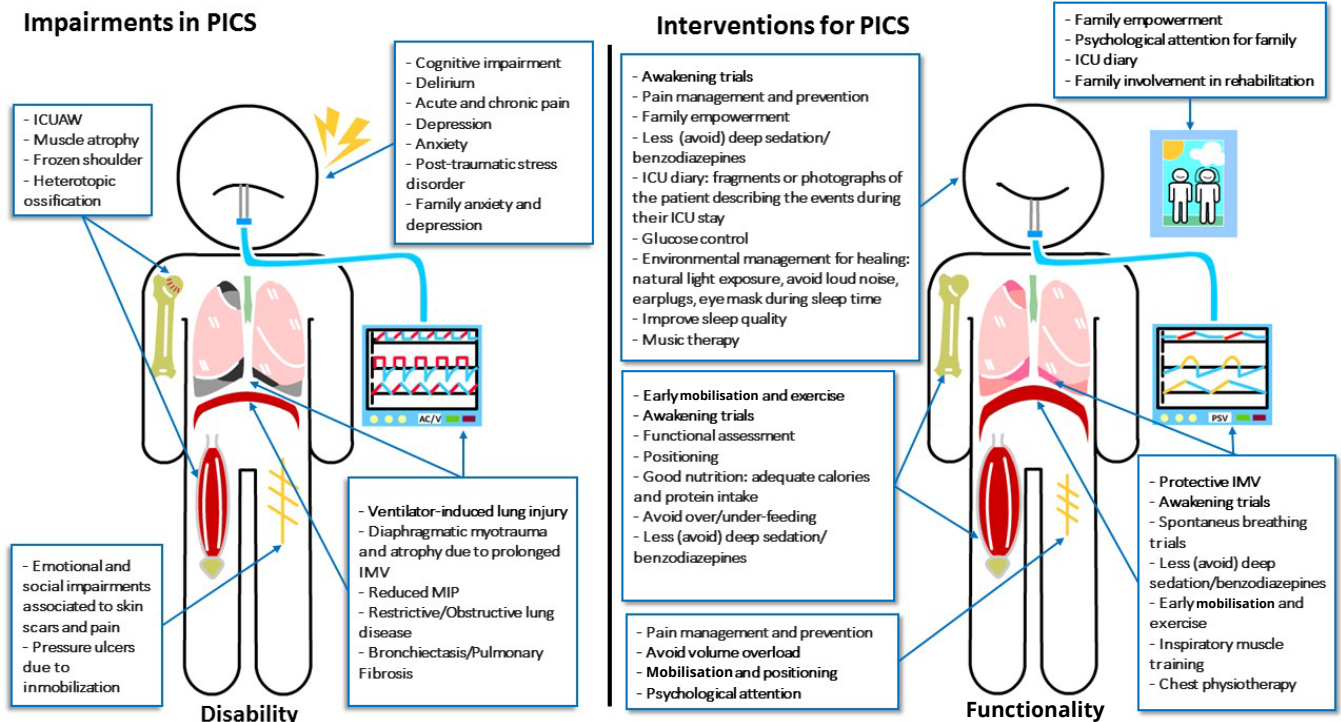 Impairments in PICS
- ICUAW
- Muscle atrophy
- Frozen shoulder
- Heterotopic
ossification
- Cognitive impairment
- Delirium
- Acute and chronic pain
- Depression
- Anxiety
- Post-traumatic stress
disorder
- Family anxiety and
depression
AC/V
- Emotional and
social impairments
associated to skin
scars and pain
- Pressure ulcers
due to
inmobilization
- Ventilator-induced lung injury
- Diaphragmatic myotrauma
and atrophy due to prolonged
IMV
- Reduced MIP
- Restrictive/Obstructive lung
disease
- Bronchiectasis/Pulmonary
Fibrosis
Disability
Interventions for PICS
- Awakening trials
- Pain management and prevention
- Family empowerment
- Less (avoid) deep sedation/
benzodiazepines
- ICU diary: fragments or photographs of
the patient describing the events during
their ICU stay
- Glucose control
- Environmental management for healing:
natural light exposure, avoid loud noise,
earplugs, eye mask during sleep time
- Improve sleep quality
- Music therapy
- Family empowerment
- Psychological attention for family
- ICU diary
- Family involvement in rehabilitation
- Early mobilisation and exercise
- Awakening trials
- Functional assessment
- Positioning
- Good nutrition: adequate calories
and protein intake
- Avoid over/under-feeding
- Less (avoid) deep sedation/
benzodiazepines
PSV
- Pain management and prevention
- Avoid volume overload
- Mobilisation and positioning
- Psychological attention
- Protective IMV
- Awakening trials
- Spontaneus breathing
trials
- Less (avoid) deep
sedation/benzodiazepines
- Early mobilisation and
exercise
- Inspiratory muscle
training
- Chest physiotherapy
Functionality